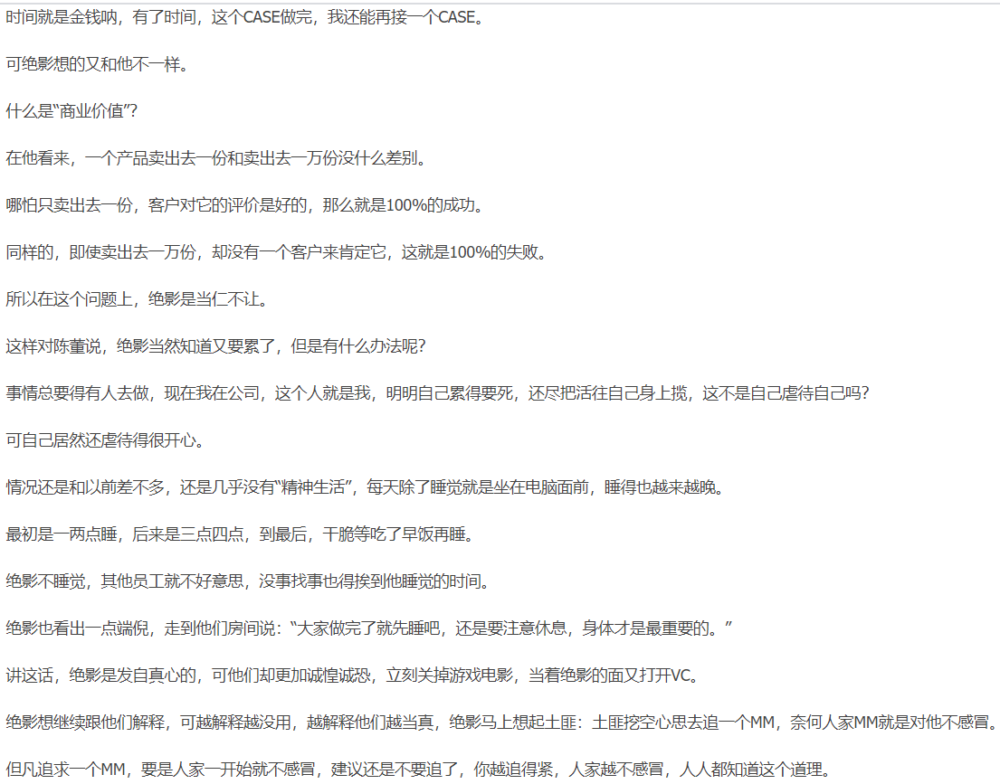 时间就是金钱呐，有了时间，这个CASE做完，我还能再接一个CASE。
可绝影想的又和他不一样。
什么是“商业价值”？
在他看来，一个产品卖出去一份和卖出去一万份没什么差别。
哪怕只卖出去一份，客户对它的评价是好的，那么就是100%的成功。
同样的，即使卖出去一万份，却没有一个客户来肯定它，这就是100%的失败。
所以在这个问题上，绝影是当仁不让。
这样对陈董说，绝影当然知道又要累了，但是有什么办法呢？
事情总要得有人去做，现在我在公司，这个人就是我，明明自己累得要死，还尽把活往自己身上揽，这不是自己虐待自己吗？
可自己居然还虐待得很开心。
情况还是和以前差不多，还是几乎没有“精神生活”，每天除了睡觉就是坐在电脑面前，睡得也越来越晚。
最初是一两点睡，后来是三点四点，到最后，干脆等吃了早饭再睡。
绝影不睡觉，其他员工就不好意思，没事找事也得挨到他睡觉的时间。
绝影也看出一点端倪，走到他们房间说：“大家做完了就先睡吧，还是要注意休息，身体才是最重要的。”
讲这话，绝影是发自真心的，可他们却更加诚惶诚恐，立刻关掉游戏电影，当着绝影的面又打开VC。
绝影想继续跟他们解释，可越解释越没用，越解释他们越当真，绝影马上想起土匪：土匪挖空心思去追一个MM，奈何人家MM就是对他不感冒。
但凡追求一个MM，要是人家一开始就不感冒，建议还是不要追了，你越追得紧，人家越不感冒，人人都知道这个道理。